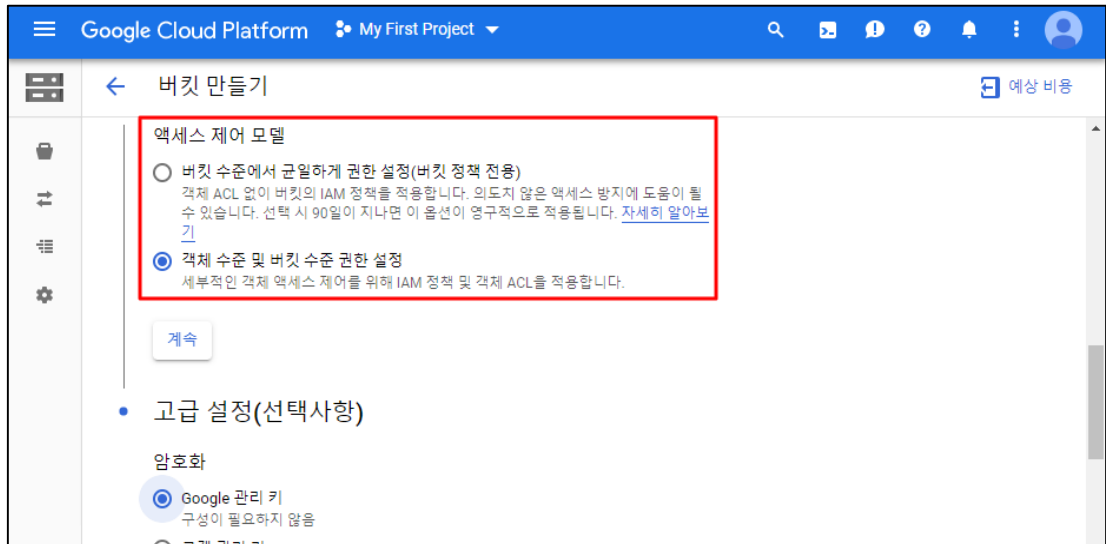 Google Cloud Platform My First Project
버킷 만들기
예상 비용
액세스 제어 모델
버킷 수준에서 균일하게 권한 설정(버킷 정책 전용)
객체 ACL 없이 버킷의 IAM 정책을 적용합니다. 의도치 않은 액세스 방지에 도움이 될
수 있습니다. 선택 시 90일이 지나면 이 옵션이 영구적으로 적용됩니다. 자세히 알아보
기
객체 수준 및 버킷 수준 권한 설정
세부적인 객체 액세스 제어를 위해 IAM 정책 및 객체 ACL을 적용합니다.
계속
고급 설정(선택사항)
암호화
Google 관리 키
구성이 필요하지 않음